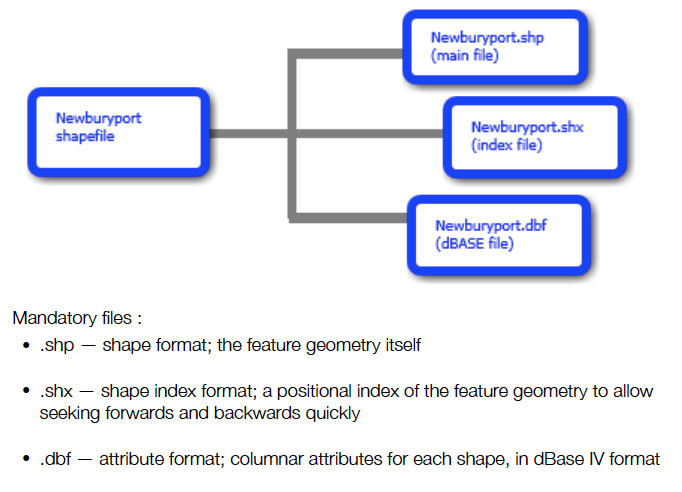 Newburyport
shapefile
Newburyport.shp
(main file)
Newburyport.shx
(index file)
Newburyport.dbf
(dBASE file)
Mandatory files :
• .shp — shape format; the feature geometry itself
• .shx — shape index format; a positional index of the feature geometry to allow
seeking forwards and backwards quickly
• .dbf — attribute format; columnar attributes for each shape, in dBase IV format